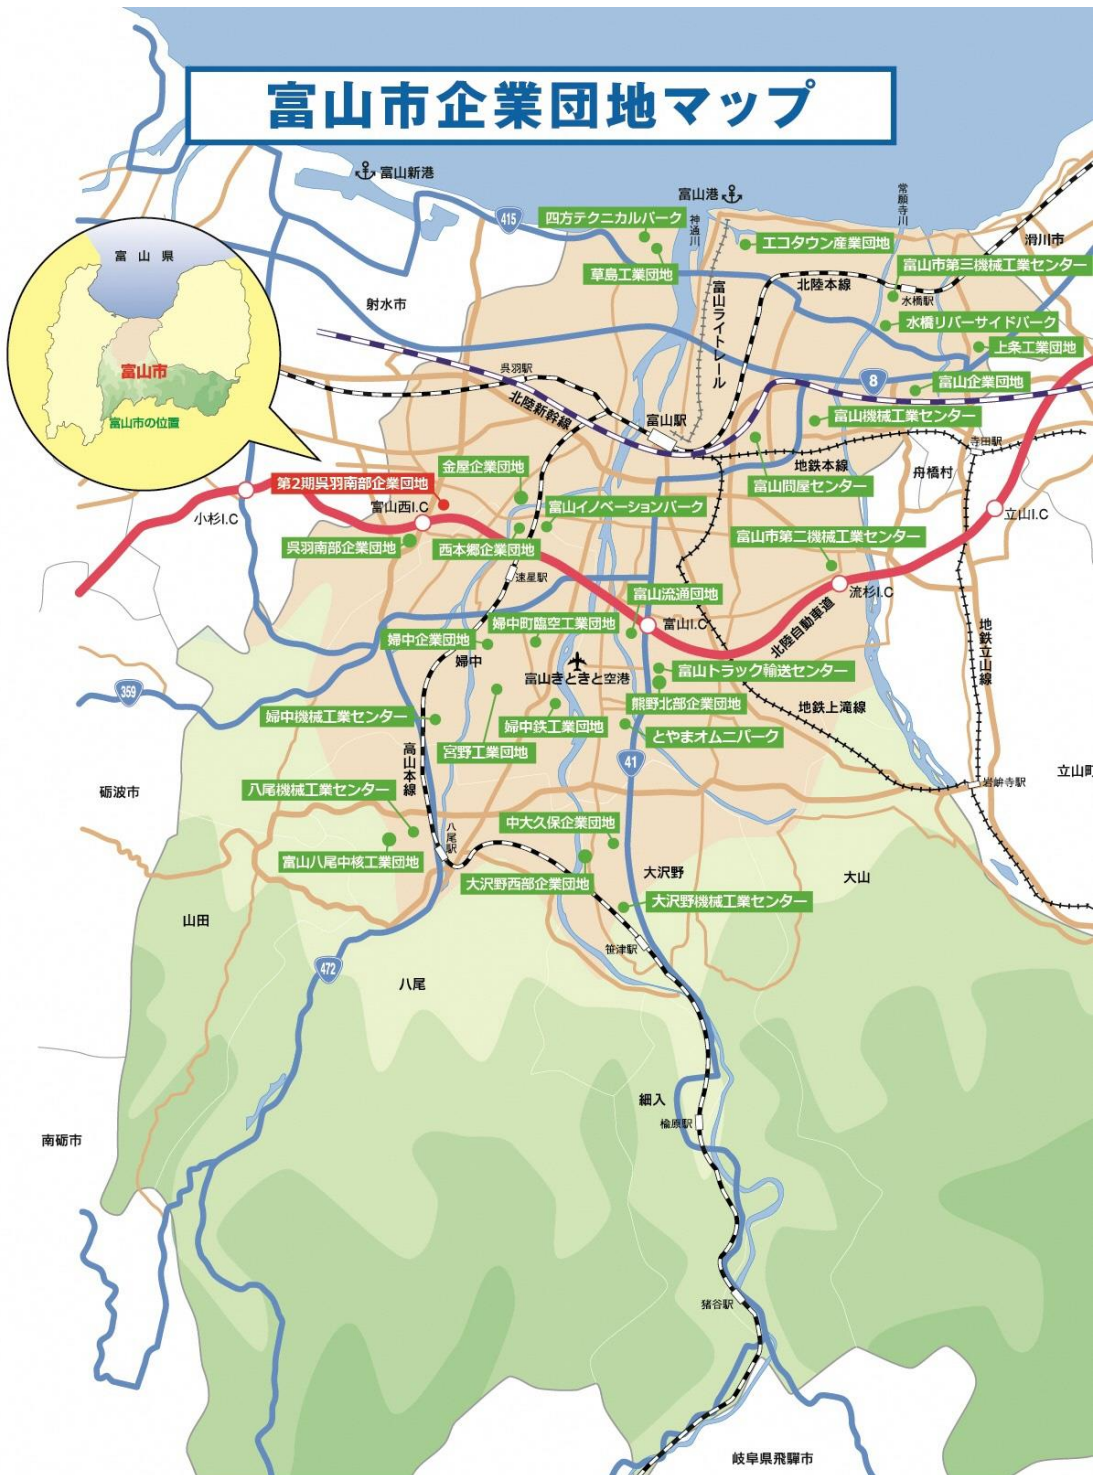 富山市企業団地マップ
富山新港
富山港
神通川
常願寺川
415
四方テクニカルパーク
エコタウン産業団地
滑川市
草島工業団地
富山市第三機械工業センター
北陸本線
水橋駅
富山ライトレール
射水市
水橋リバーサイドパーク
上条工業団地
富山県
富山市
富山市の位置
呉羽駅
8
富山企業団地
北陸新幹線
富山駅
富山機械工業センター
寺田駅
地鉄本線
舟橋村
金屋企業団地
富山問屋センター
第2期呉羽南部企業団地
小杉I.C
富山西I.C
富山イノベーションパーク
立山I.C
呉羽南部企業団地
西本郷企業団地
富山市第二機械工業センター
速星駅
流杉I.C
富山流通団地
婦中町臨空工業団地
富山I.C
北陸自動車道
婦中企業団地
婦中
地鉄立山線
富山きときと空港
富山トラック輸送センター
359
熊野北部企業団地
地鉄上滝線
婦中機械工業センター
婦中鉄工業団地
とやまオムニパーク
宮野工業団地
高山本線
41
立山町
岩峅寺駅
砺波市
八尾機械工業センター
中大久保企業団地
八尾駅
富山八尾中核工業団地
大沢野
大山
大沢野西部企業団地
大沢野機械工業センター
山田
笹津駅
472
八尾
細入
楡原駅
南砺市
猪谷駅
岐阜県飛騨市